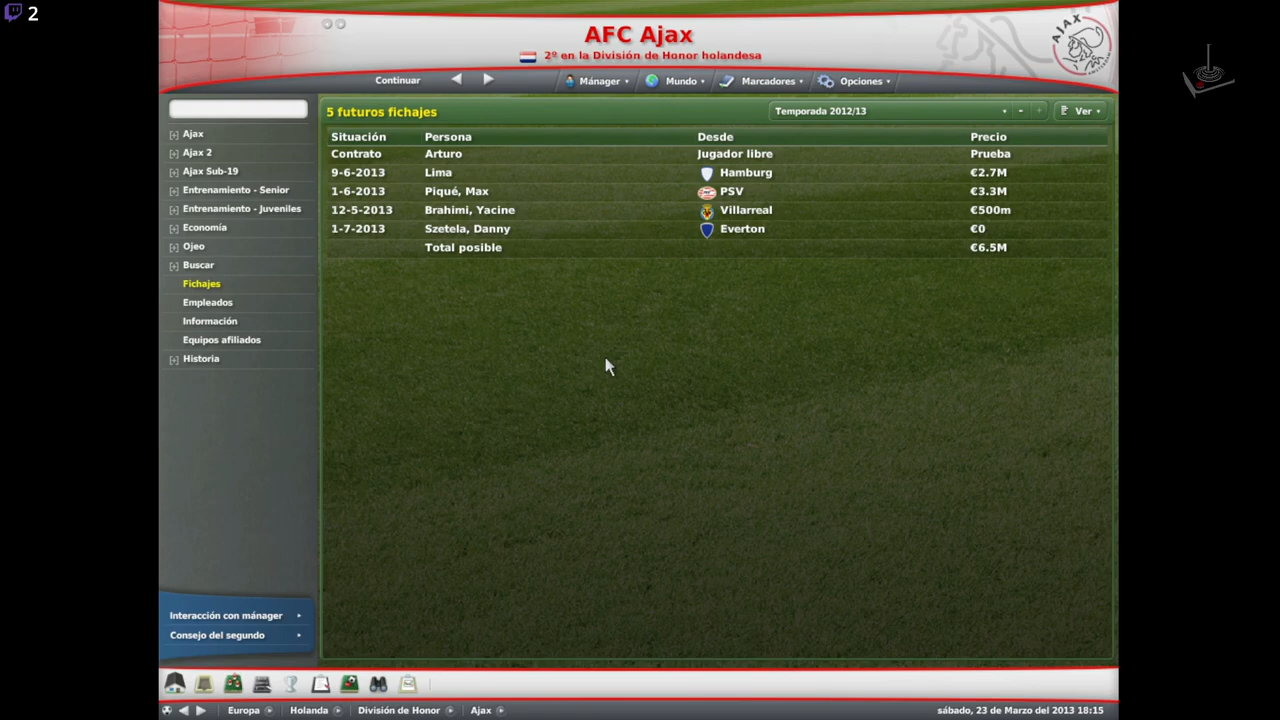 2
AFC Ajax
2º en la División de Honor holandesa
AJAX
Continuar
Mánager
Mundo
Marcadores
Opciones
5 futuros fichajes
Temporada 2012/13
-
+
Ver
Ajax
Ajax 2
Ajax Sub-19
Entrenamiento - Senior
Entrenamiento - Juveniles
Economía
Ojeo
Buscar
Fichajes
Empleados
Información
Equipos afiliados
Historia
Situación Persona Desde Precio
Contrato Arturo Jugador libre Prueba
9-6-2013 Lima Hamburg €2.7M
1-6-2013 Piqué, Max PSV €3.3M
12-5-2013 Brahimi, Yacine Villarreal €500m
1-7-2013 Szetela, Danny Everton €0
Total posible €6.5M
Interacción con mánager
Consejo del segundo
Europa Holanda División de Honor Ajax
sábado, 23 de Marzo del 2013 18:15